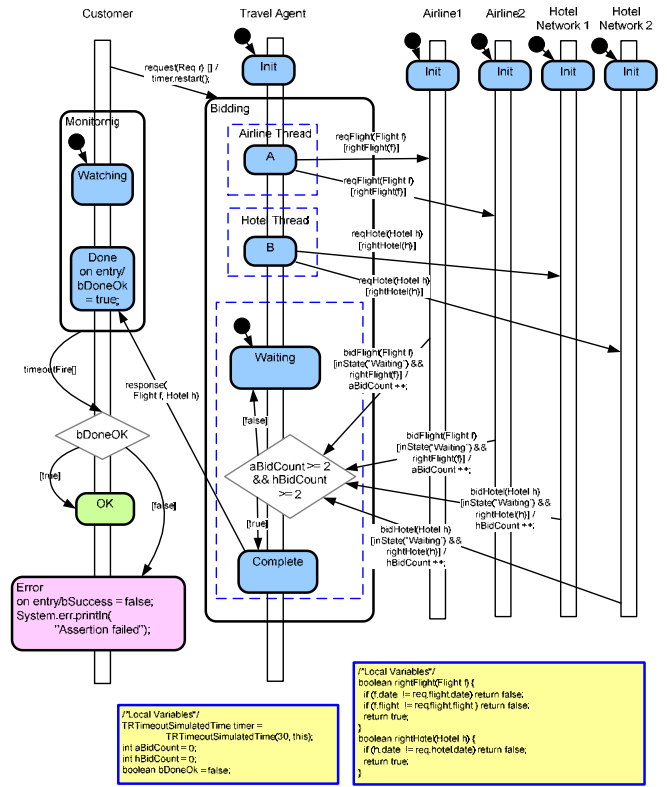 Customer
Travel Agent
Airline1
Airline2
Hotel
Network 1
Hotel
Network 2
Init
Init
Init
Init
Init
request(Req r) [] /
timer.restart();
Bidding
Monitornig
Watching
Done
on entry/
bDoneOk
= true;
Airline Thread
A
reqFlight(Flight f)
[rightFlight(f)]
reqFlight(Flight f)
[rightFlight(f)]
Hotel Thread
B
reqHotel(Hotel h)
[rightHotel(h)]
reqHotel(Hotel h)
[rightHotel(h)]
Waiting
bidFlight(Flight f)
[inState("Waiting") &&
rightFlight(f)] /
aBidCount ++;
timeoutFire[]
response(
Flight f, Hotel h)
[false]
bDoneOK
aBidCount >= 2
&& hBidCount
>= 2
bidFlight(Flight f)
[inState("Waiting") &&
rightFlight(f)] /
aBidCount ++;
[true]
[false]
OK
[true]
bidHotel(Hotel h)
[inState("Waiting") &&
rightHotel(h)] /
hBidCount ++;
bidHotel(Hotel h)
[inState("Waiting") &&
rightHotel(h)] /
hBidCount ++;
Complete
Error
on entry/bSuccess = false;
System.err.println(
"Assertion failed");
/*Local Variables*/
TRTimeoutSimulatedTime timer =
TRTimeoutSimulatedTime(30, this);
int aBidCount = 0;
int hBidCount = 0;
boolean bDoneOk = false;
/*Local Variables*/
boolean rightFlight(Flight f) {
if (f.date != req.flight.date) return false;
if (f.flight != req.flight.flight ) return false;
return true;
}
boolean rightHotel(Hotel h) {
if (h.date != req.hotel.date) return false;
return true;
}